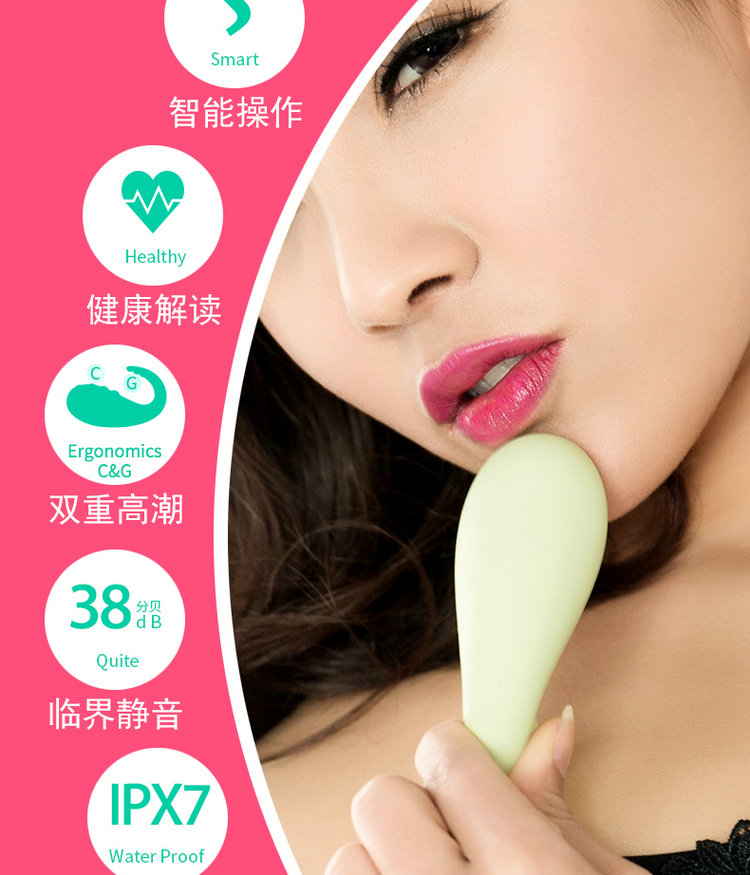 Smart
智能操作
Healthy
健康解读
C
G
Ergonomics
C&G
双重高潮
38 分贝
dB
Quite
临界静音
IPX7
Water Proof